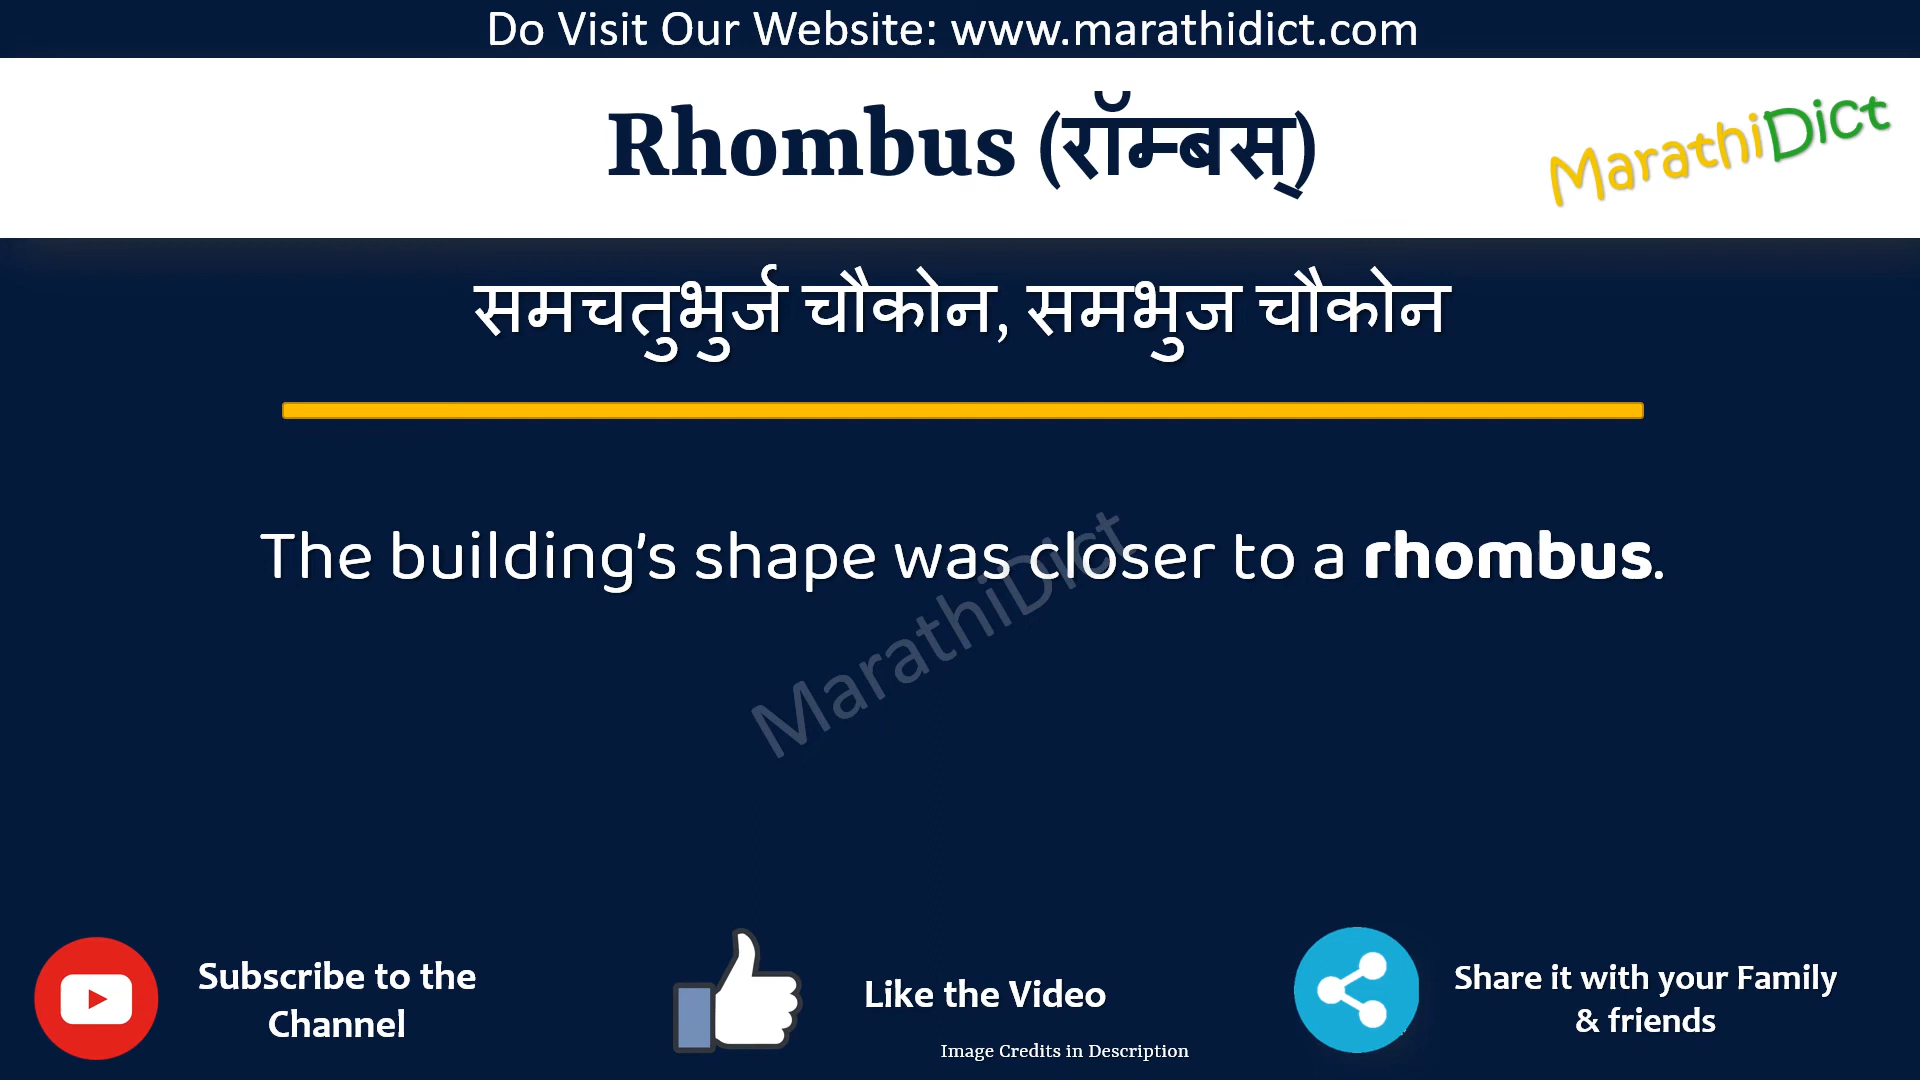 Do Visit Our Website: www.marathidict.com
Rhombus (रॉम्बस्)
MarathiDict
समचतुभुर्ज चौकोन, समभुज चौकोन
The building's shape was closer to a rhombus.
MarathiDict
Subscribe to the
Channel
Like the Video
Share it with your Family
& friends
Image Credits in Description